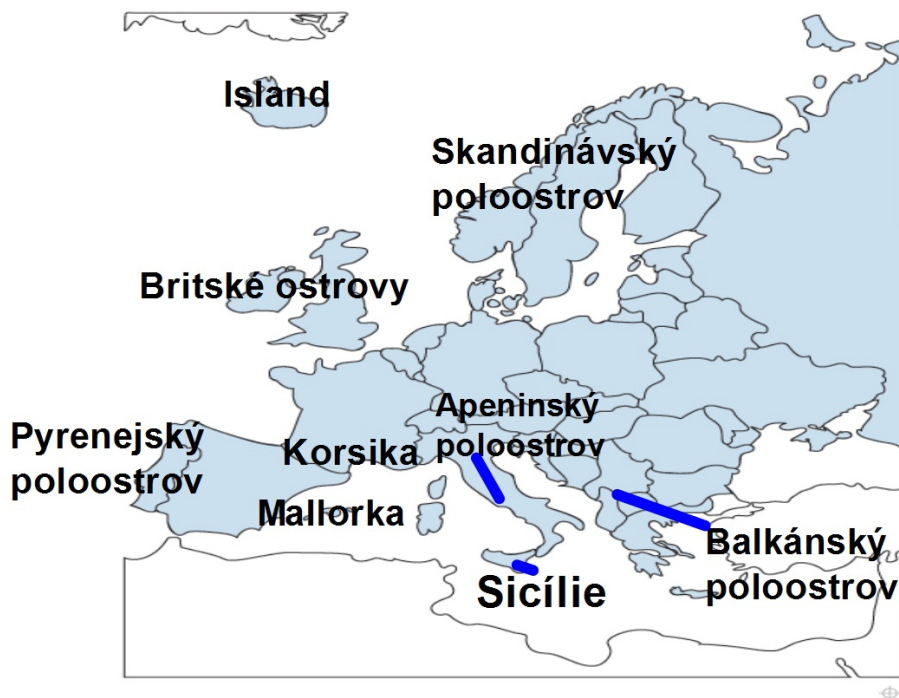 Island
Skandinávský
poloostrov
Britské ostrovy
Apeninský
poloostrov
Pyrenejský
poloostrov
Korsika
Mallorka
Balkánský
poloostrov
Sicílie